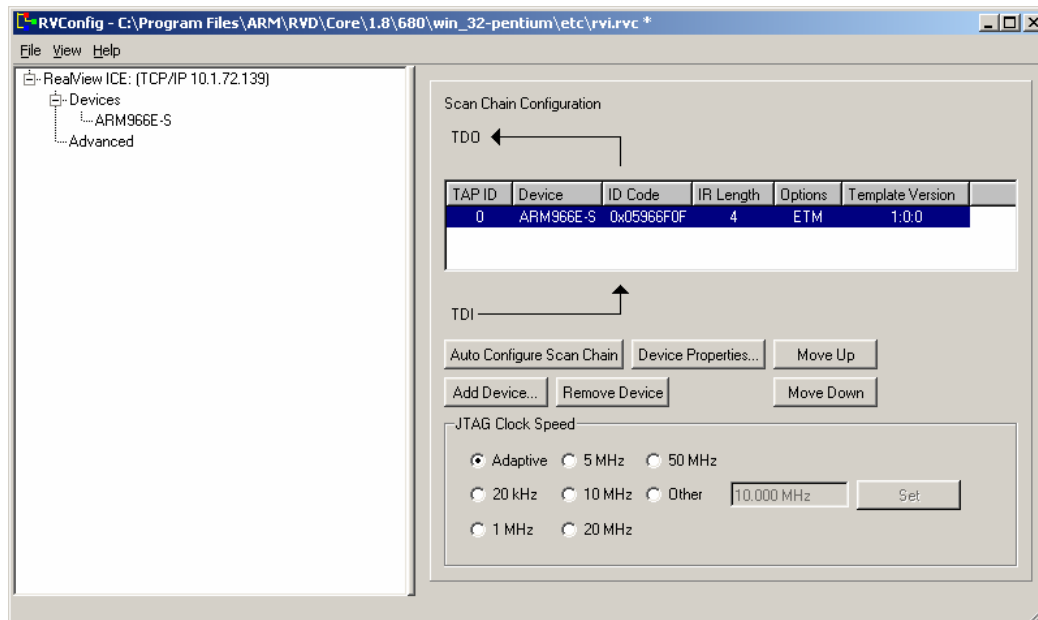 RVConfig - C:\Program Files\ARM\RVD\Core\1.8\680\win_32-pentium\etc\rvi.rvc *
File View Help
RealView ICE: (TCP/IP 10.1.72.139)
Devices
ARM966E-S
Advanced
Scan Chain Configuration
TDO
TAP ID Device ID Code IR Length Options Template Version
0 ARM966E-S 0x05966F0F 4 ETM 1:0:0
TDI
Auto Configure Scan Chain Device Properties... Move Up
Add Device... Remove Device Move Down
JTAG Clock Speed
Adaptive 5 MHz 50 MHz
20 kHz 10 MHz Other 10.000 MHz Set
1 MHz 20 MHz